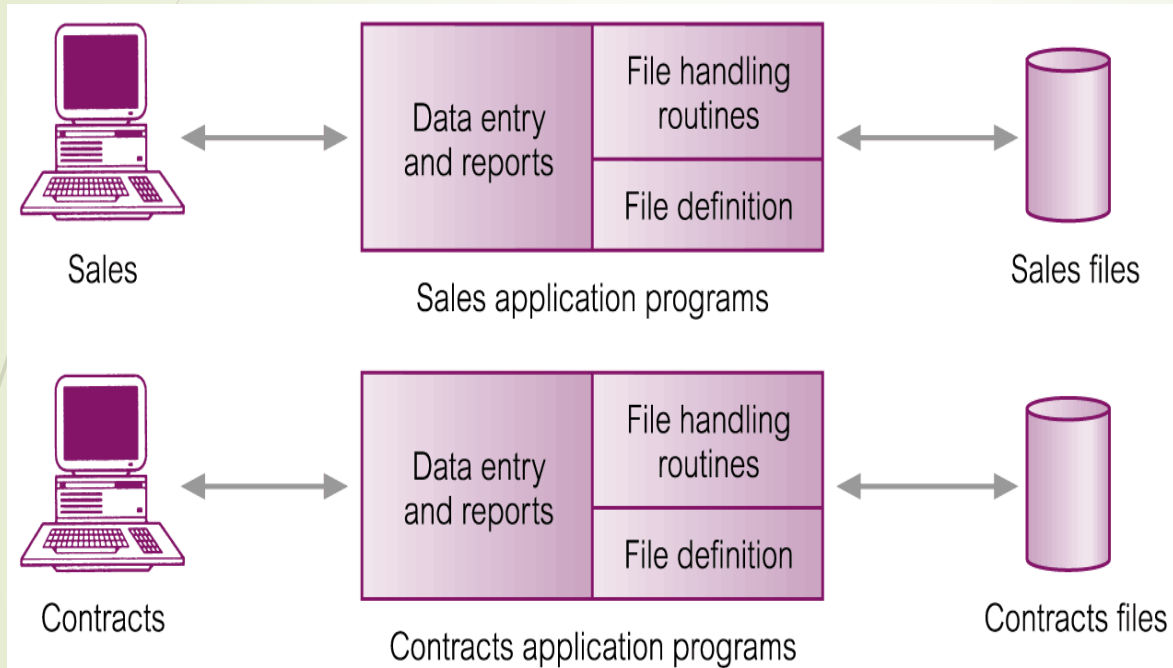 Data entry
and reports
File handling
routines
File definition
Sales
Sales application programs
Sales files
Data entry
and reports
File handling
routines
File definition
Contracts
Contracts application programs
Contracts files